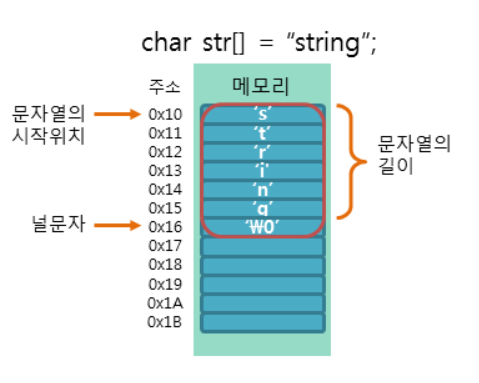 char str[] = “string”;
주소 메모리
문자열의
시작위치
0x10 ‘s’
0x11 ‘t’
0x12 ‘r’
0x13 ‘i’
0x14 ‘n’
0x15 ‘g’
널문자 0x16 ‘₩0’
0x17
0x18
0x19
0x1A
0x1B
문자열의
길이